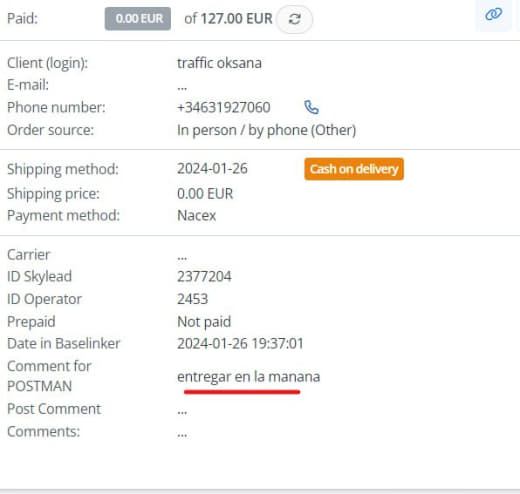 Paid: 0.00 EUR of 127.00 EUR
Client (login): traffic oksana
E-mail: ...
Phone number: +34631927060
Order source: In person / by phone (Other)
Shipping method: 2024-01-26 Cash on delivery
Shipping price: 0.00 EUR
Payment method: Nacex
Carrier ...
ID Skylead 2377204
ID Operator 2453
Prepaid Not paid
Date in Baselinker 2024-01-26 19:37:01
Comment for
POSTMAN entregar en la manana
Post Comment ...
Comments: ...